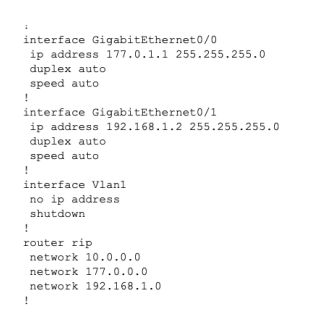 :
interface GigabitEthernet0/0
 ip address 177.0.1.1 255.255.255.0
 duplex auto
 speed auto
!
interface GigabitEthernet0/1
 ip address 192.168.1.2 255.255.255.0
 duplex auto
 speed auto
!
interface Vlan1
 no ip address
 shutdown
!
router rip
 network 10.0.0.0
 network 177.0.0.0
 network 192.168.1.0
!